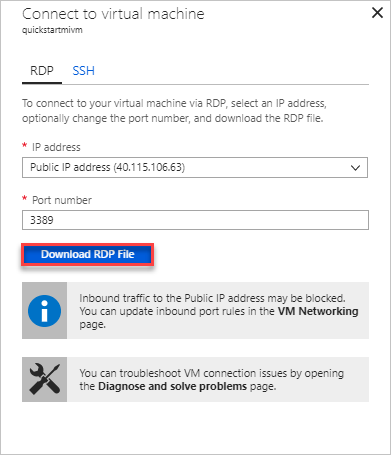 Connect to virtual machine
quickstartmivm
RDP SSH
To connect to your virtual machine via RDP, select an IP address,
optionally change the port number, and download the RDP file.
* IP address
Public IP address (40.115.106.63)
* Port number
3389
Download RDP File
Inbound traffic to the Public IP address may be blocked.
You can update inbound port rules in the VM Networking
page.
You can troubleshoot VM connection issues by opening
the Diagnose and solve problems page.